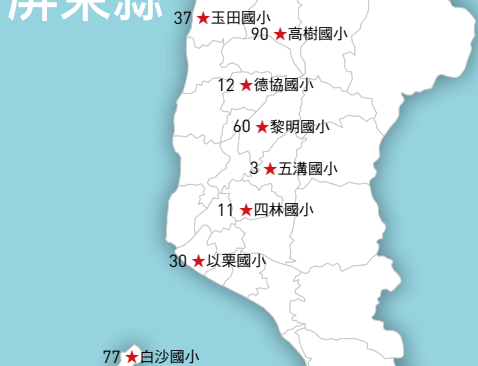 屏東縣
37 ★玉田國小
90 ★高樹國小
12 ★德協國小
60 ★黎明國小
3 ★五溝國小
11 ★四林國小
30 ★以栗國小
77 ★白沙國小